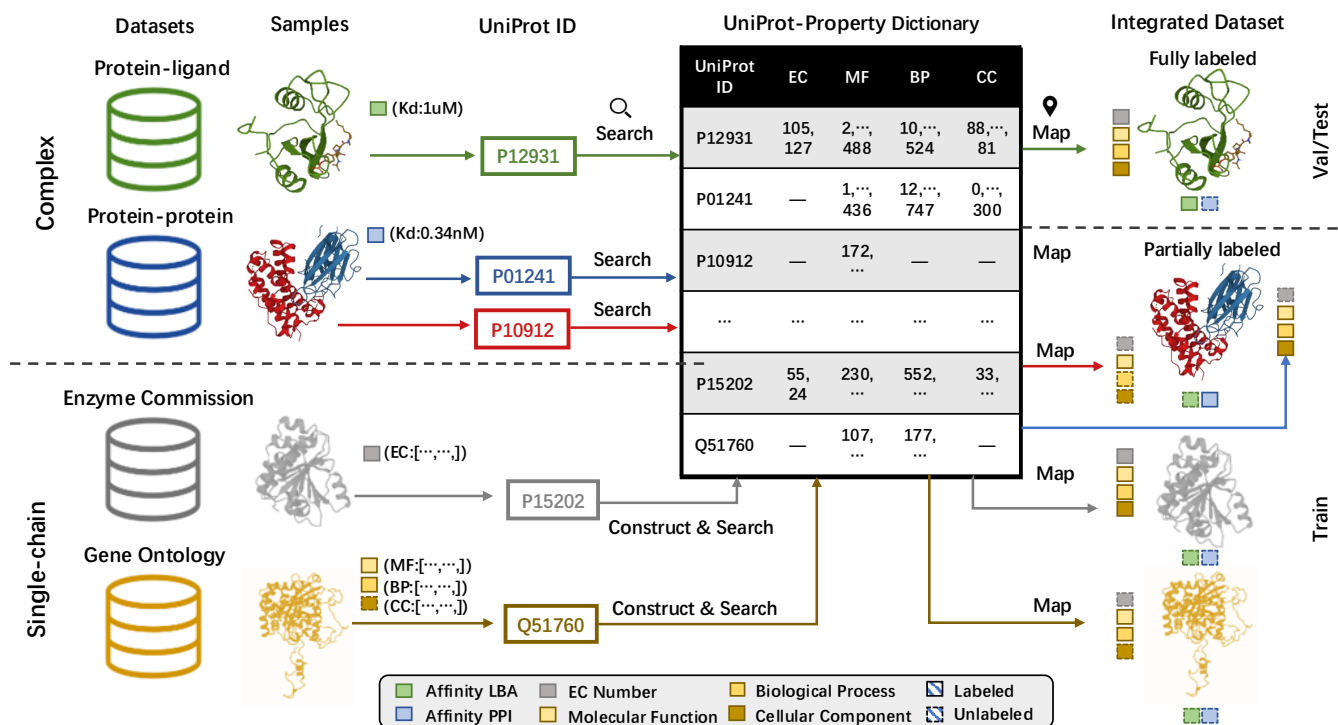 Datasets
Samples
UniProt ID
UniProt-Property Dictionary
Integrated Dataset
Complex
Single-chain
Protein-ligand
(Kd:1uM)
P12931
Search
Protein-protein
(Kd:0.34nM)
P01241
Search
P10912
Search
Enzyme Commission
(EC:[⋯,⋯,])
P15202
Construct & Search
Gene Ontology
(MF:[⋯,⋯,])
(BP:[⋯,⋯,])
(CC:[⋯,⋯,])
Q51760
Construct & Search
UniProt ID EC MF BP CC
P12931 105, 127 2,⋯, 488 10,⋯, 524 88,⋯, 81
P01241 — 1,⋯, 436 12,⋯, 747 0,⋯, 300
P10912 — 172, ⋯ — —
⋯ ⋯ ⋯ ⋯ ⋯
P15202 55, 24 230, ⋯ 552, ⋯ 33, ⋯
Q51760 — 107, ⋯ 177, ⋯ —
Map
Map
Map
Map
Map
Fully labeled
Partially labeled
Val/Test
Train
Affinity LBA
EC Number
Biological Process
Labeled
Affinity PPI
Molecular Function
Cellular Component
Unlabeled